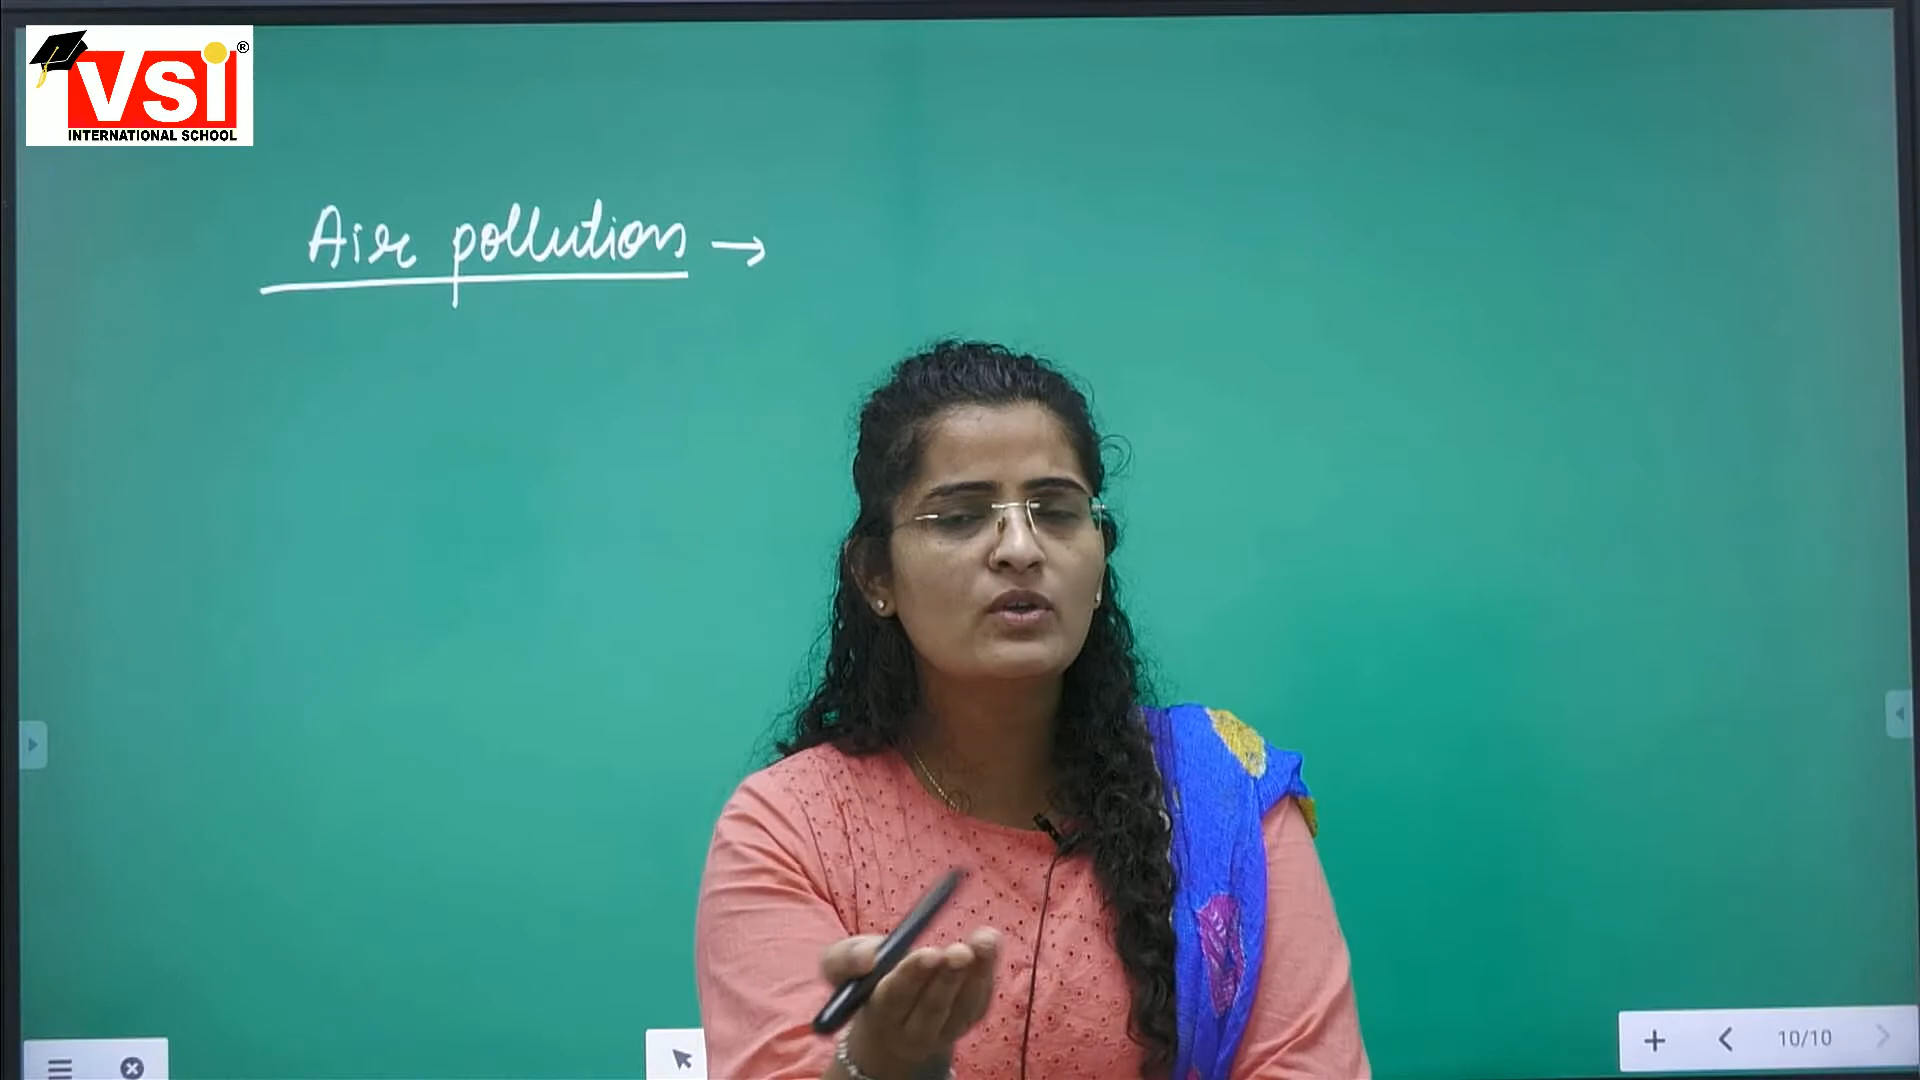 VSI ®
INTERNATIONAL SCHOOL
Air pollution →
10/10